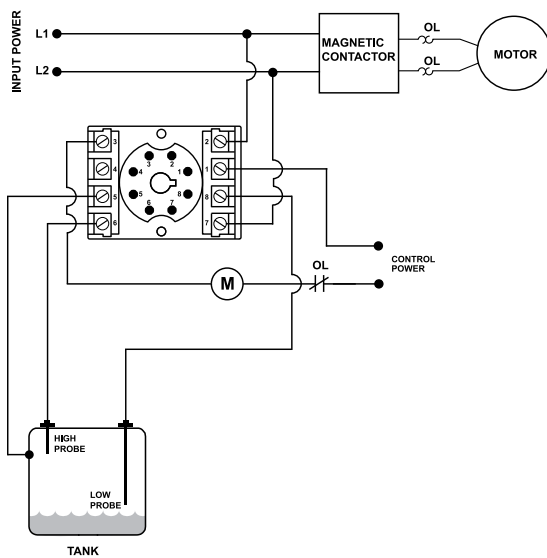 INPUT POWER
L1
L2
MAGNETIC
CONTACTOR
OL
OL
MOTOR
3
4
5
6
2
1
8
7
3
2
4
1
5
8
6
7
CONTROL
POWER
OL
M
HIGH
PROBE
LOW
PROBE
TANK